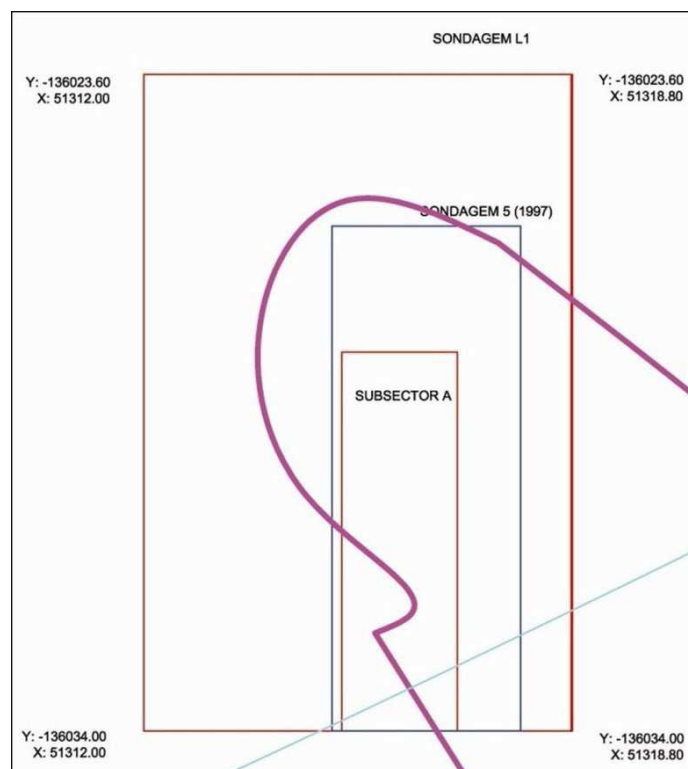 SONDAGEM L1
Y: -136023.60
X: 51312.00
Y: -136023.60
X: 51318.80
SONDAGEM 5 (1997)
SUBSECTOR A
Y: -136034.00
X: 51312.00
Y: -136034.00
X: 51318.80